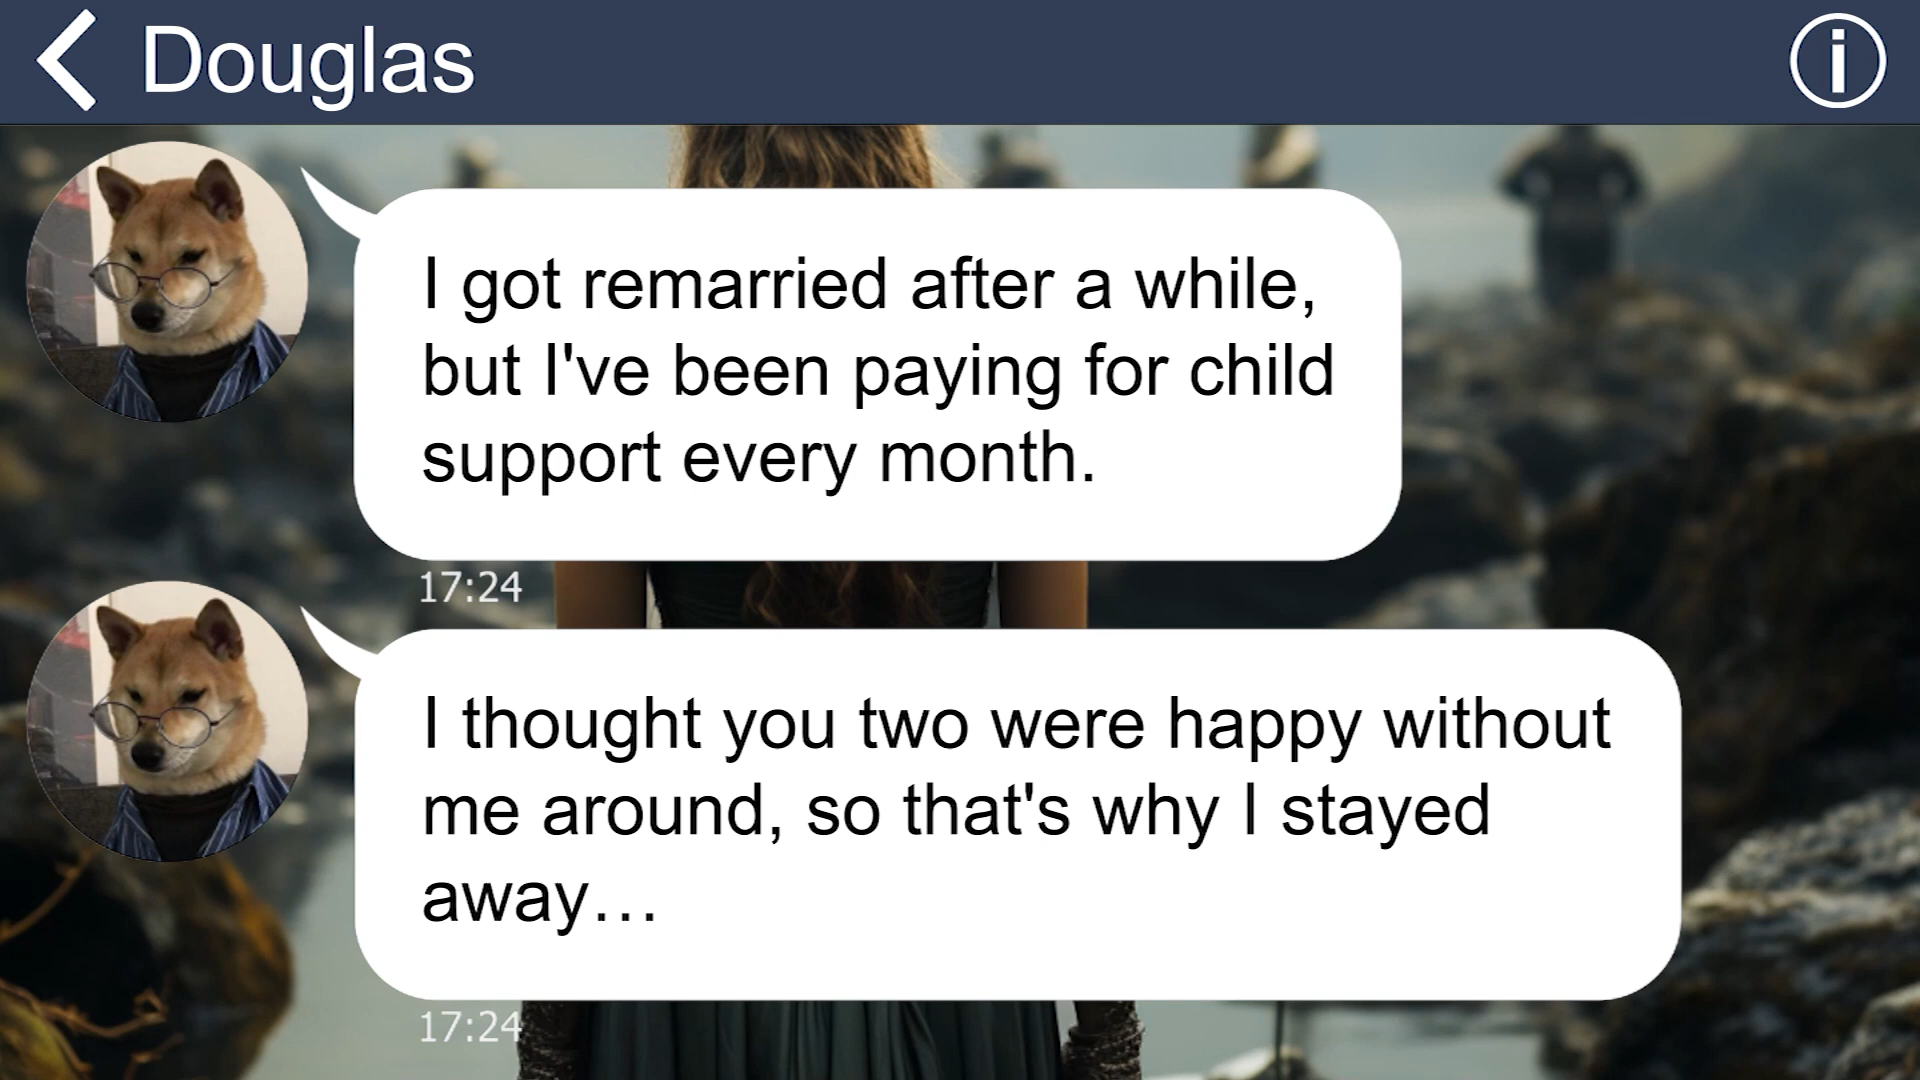 Douglas
I got remarried after a while,
but I've been paying for child
support every month.
17:24
I thought you two were happy without
me around, so that's why I stayed
away…
17:24